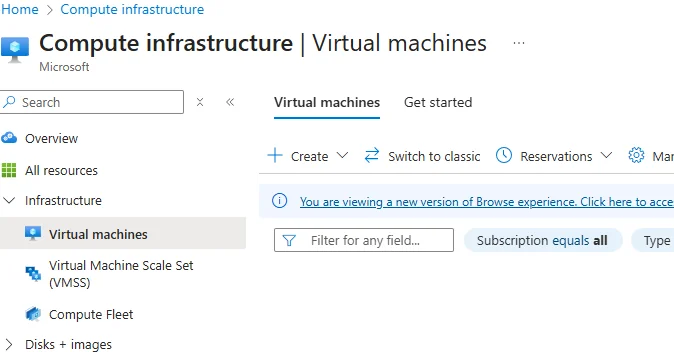 Home > Compute infrastructure
Compute infrastructure | Virtual machines ...
Microsoft
Search
Virtual machines Get started
Overview
All resources
Create Switch to classic Reservations
Infrastructure
You are viewing a new version of Browse experience. Click here to
Virtual machines
Filter for any field... Subscription equals all Type
Virtual Machine Scale Set
(VMSS)
Compute Fleet
Disks + images